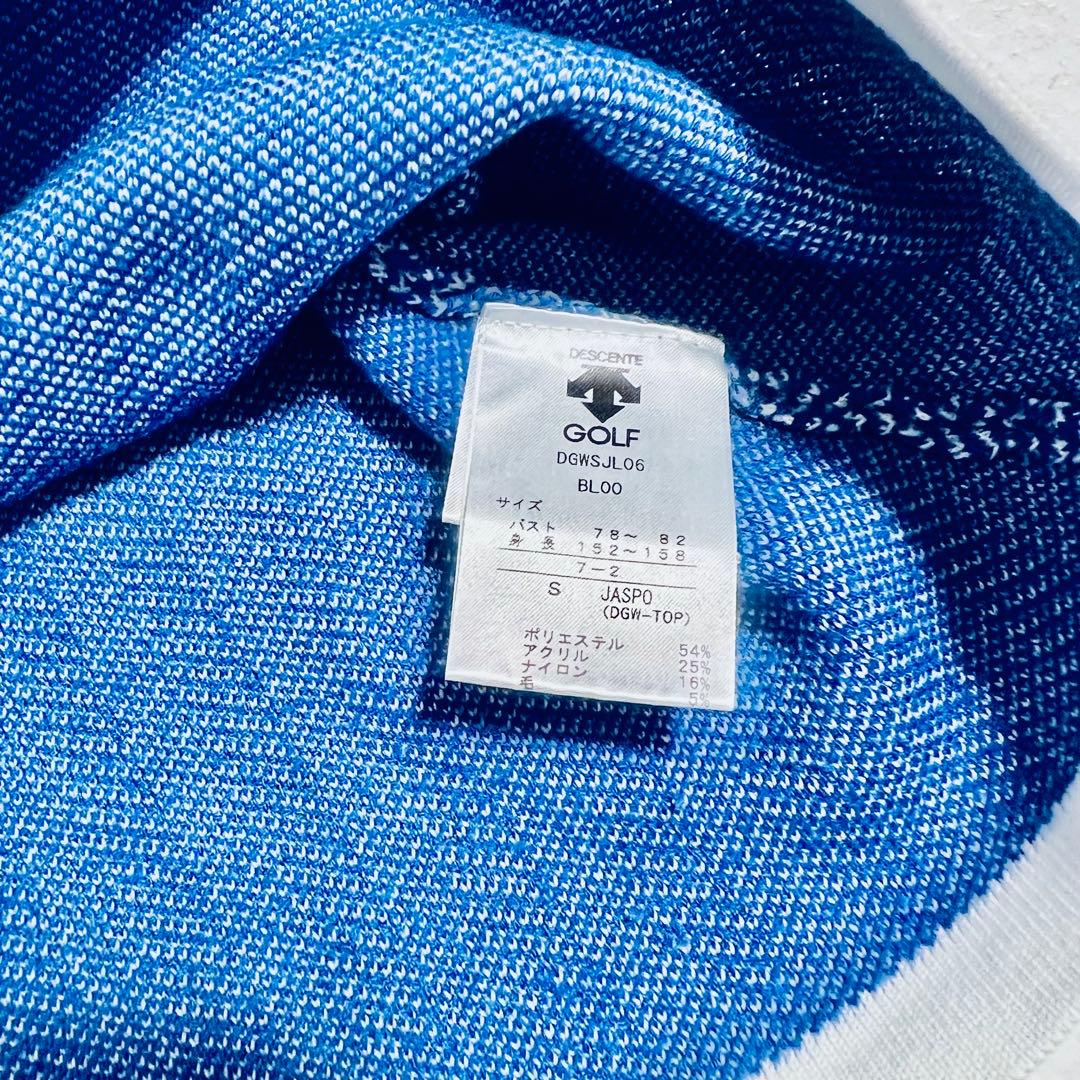 DESCENTE
GOLF
DGWSJL06
BL00
サイズ
バスト 78～ 82
身 長 152～158
7-2
S JASPO
(DGW-TOP)
ポリエステル 54%
アクリル 25%
ナイロン 16%
毛 5%